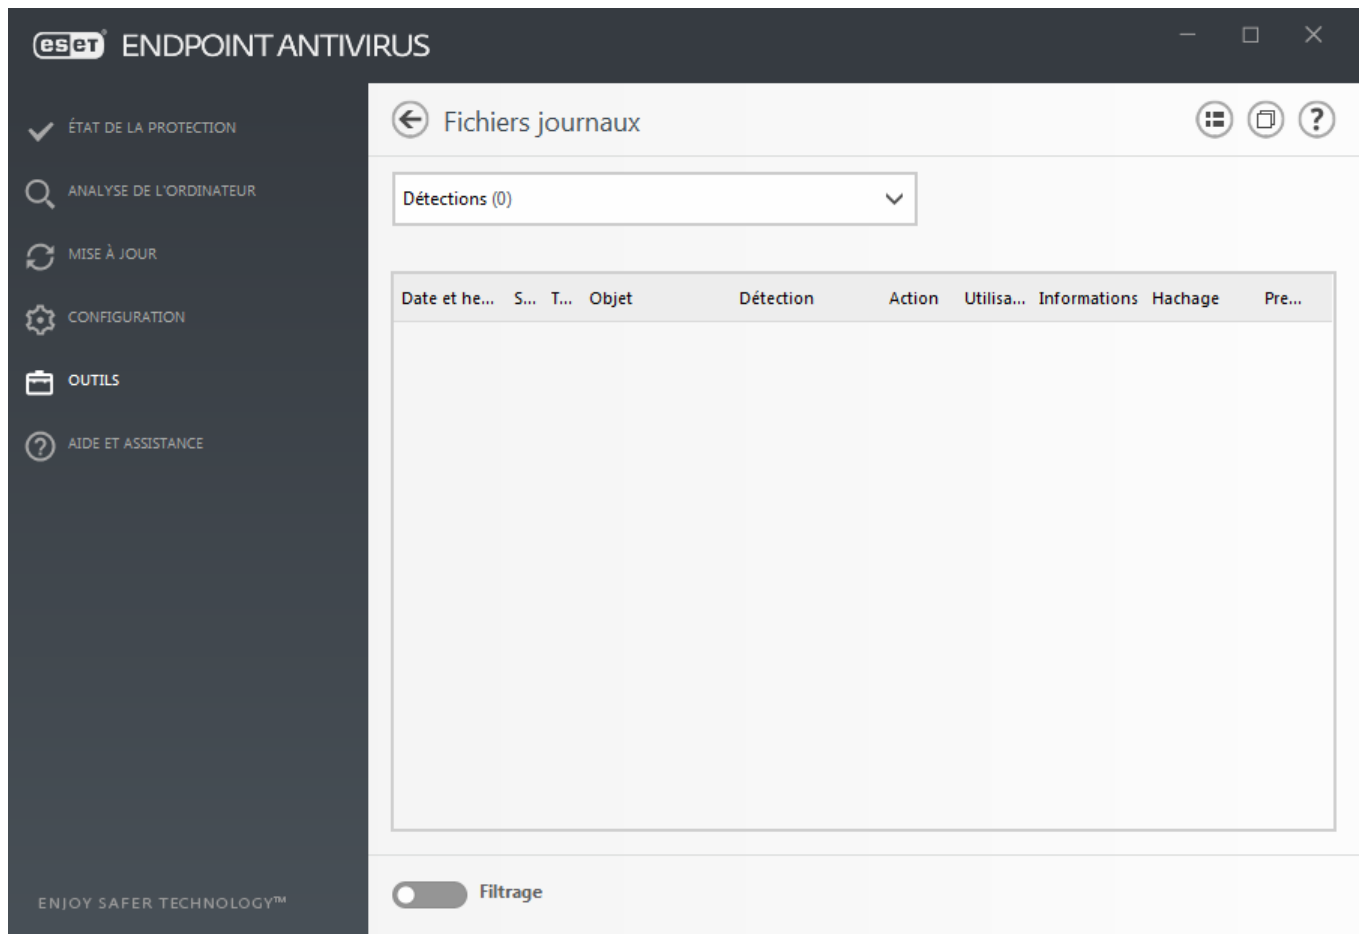 eset ENDPOINT ANTIVIRUS
ÉTAT DE LA PROTECTION
ANALYSE DE L'ORDINATEUR
MISE À JOUR
CONFIGURATION
OUTILS
AIDE ET ASSISTANCE
ENJOY SAFER TECHNOLOGY™
Fichiers journaux
?
Détections (0)
Date et he... S... T... Objet Détection Action Utilisa... Informations Hachage Pre...
Filtrage